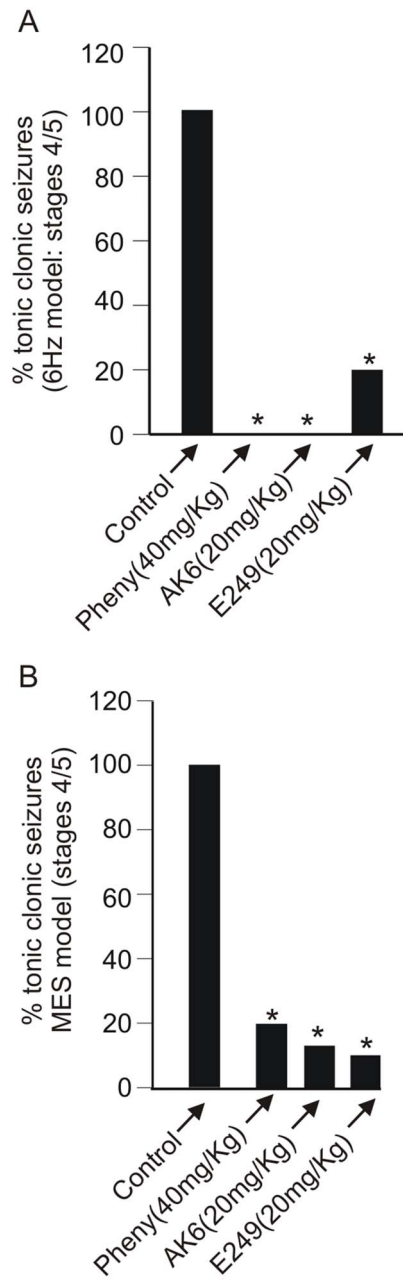 A
% tonic clonic seizures
(6Hz model: stages 4/5)
120
100
80
60
40
20
0
*
*
*
Control
Pheny(40mg/Kg)
AK6(20mg/Kg)
E249(20mg/Kg)
B
% tonic clonic seizures
MES model (stages 4/5)
120
100
80
60
40
20
0
*
*
*
Control
Pheny(40mg/Kg)
AK6(20mg/Kg)
E249(20mg/Kg)